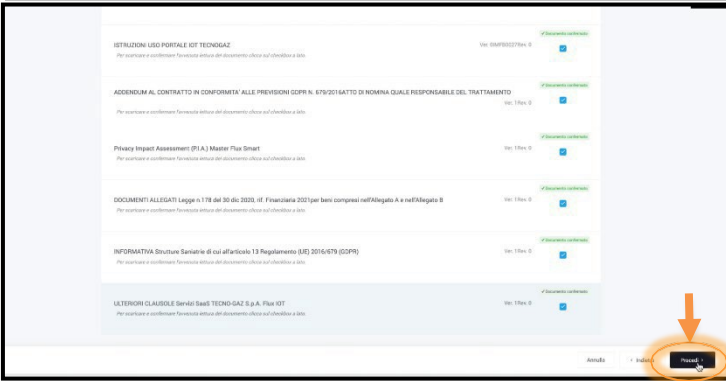 ✓ Documento confermato
ISTRUZIONI USO PORTALE IOT TECNOGAZ
Per scaricare e confermare l'avvenuta lettura del documento clicca sul checkbox a lato
✓ Documento confermato
ADDENDUM AL CONTRATTO IN CONFORMITA' ALLE PREVISIONI GDPR N. 679/2016ATTO DI NOMINA QUALE RESPONSABILE DEL TRATTAMENTO
Ver. 1Rev. 0
Per scaricare e confermare l'avvenuta lettura del documento clicca sul checkbox a lato
✓ Documento confermato
Privacy Impact Assessment (P.I.A.) Master Flux Smart Ver. 1Rev. 0
Per scaricare e confermare l'avvenuta lettura del documento clicca sul checkbox a lato
✓ Documento confermato
DOCUMENTI ALLEGATI Legge n.178 del 30 dic 2020, rif. Finanziaria 2021per beni compresi nell'Allegato A e nell'Allegato B Ver. 1Rev. 0
Per scaricare e confermare l'avvenuta lettura del documento clicca sul checkbox a lato
✓ Documento confermato
INFORMATIVA Strutture Saniatrie di cui all'articolo 13 Regolamento (UE) 2016/679 (GDPR) Ver. 1Rev. 0
Per scaricare e confermare l'avvenuta lettura del documento clicca sul checkbox a lato
✓ Documento confermato
ULTERIORI CLAUSOLE Servizi SaaS TECNO-GAZ S.p.A. Flux IOT Ver. 1Rev. 0
Per scaricare e confermare l'avvenuta lettura del documento clicca sul checkbox a lato
Annulla Procedi ›